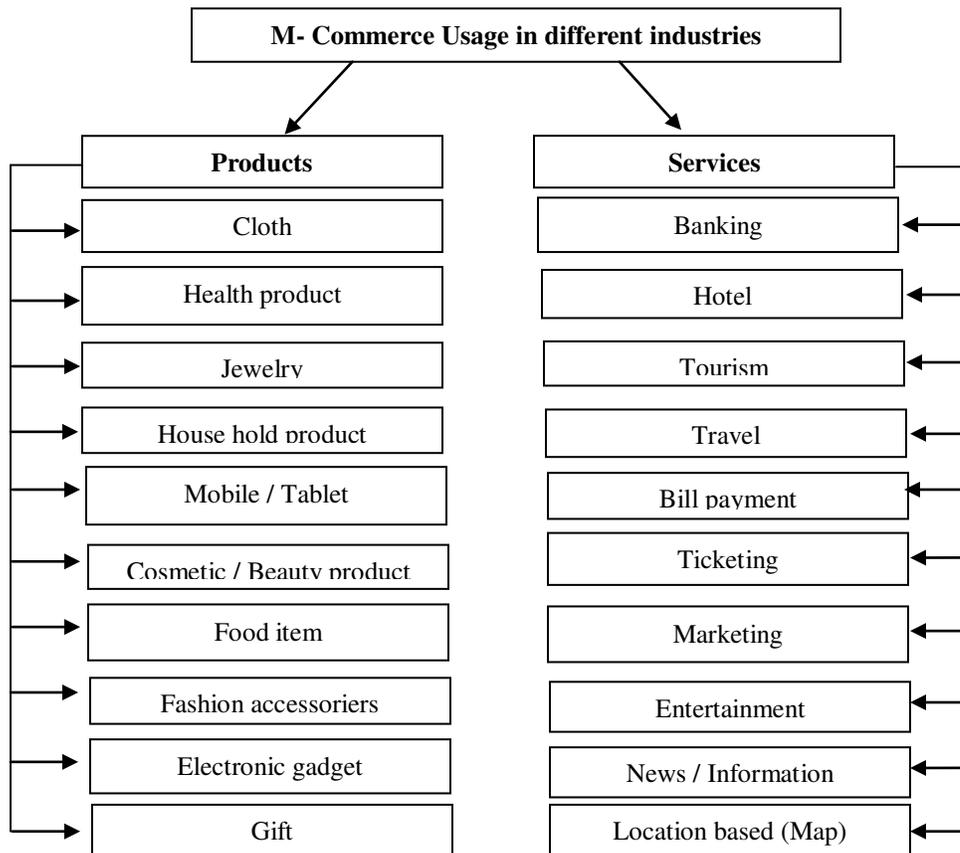 M- Commerce Usage in different industries
Products
Cloth
Health product
Jewelry
House hold product
Mobile / Tablet
Cosmetic / Beauty product
Food item
Fashion accessoriers
Electronic gadget
Gift
Services
Banking
Hotel
Tourism
Travel
Bill payment
Ticketing
Marketing
Entertainment
News / Information
Location based (Map)